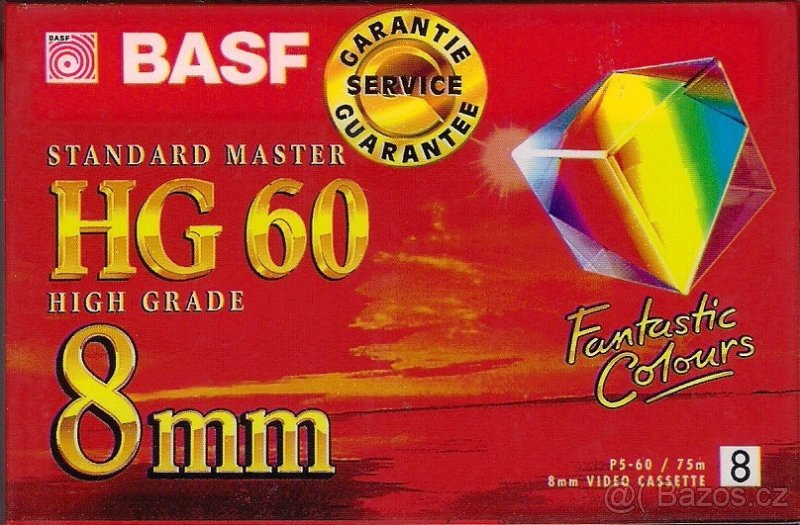 BASF
BASF
GARANTIE
SERVICE
GUARANTEE
STANDARD MASTER
HG 60
HIGH GRADE
8mm
Fantastic
Colours
P5-60 / 75m
8mm VIDEO CASSETTE
8
@( Bazos.cz